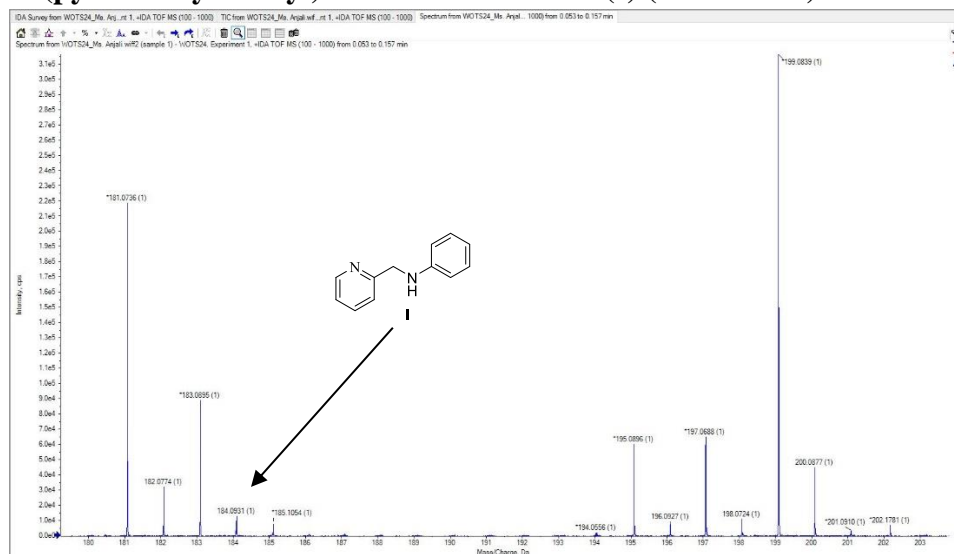 IDA Survey from WOTS24_Ms. Anj...nt 1, +IDA TOF MS (100 - 1000) TIC from WOTS24_Ms. Anjali.wif...nt 1, +IDA TOF MS (100 - 1000) Spectrum from WOTS24_Ms. Anjal... 1000) from 0.053 to 0.157 min
Spectrum from WOTS24_Ms. Anjali.wiff2 (sample 1) - WOTS24, Experiment 1, +IDA TOF MS (100 - 1000) from 0.053 to 0.157 min
3.1e5
*199.0839 (1)
3.0e5
2.9e5
2.8e5
2.7e5
2.6e5
2.5e5
2.4e5
2.3e5
2.2e5
*181.0736 (1)
2.1e5
2.0e5
1.9e5
1.8e5
1.7e5
1.6e5
Intensity, cps
1.5e5
1.4e5
1.3e5
1.2e5
1.1e5
1.0e5
9.0e4
8.0e4
7.0e4
6.0e4
5.0e4
4.0e4
3.0e4
2.0e4
1.0e4
0.0e0
N
N
H
I
*183.0895 (1)
*197.0688 (1)
*195.0896 (1)
200.0877 (1)
182.0774 (1)
184.0931 (1)
*185.1054 (1)
*194.0556 (1)
196.0927 (1)
198.0724 (1)
*201.0910 (1)
*202.1781 (1)
180 181 182 183 184 185 186 187 188 189 190 191 192 193 194 195 196 197 198 199 200 201 202 203
Mass/Charge, Da